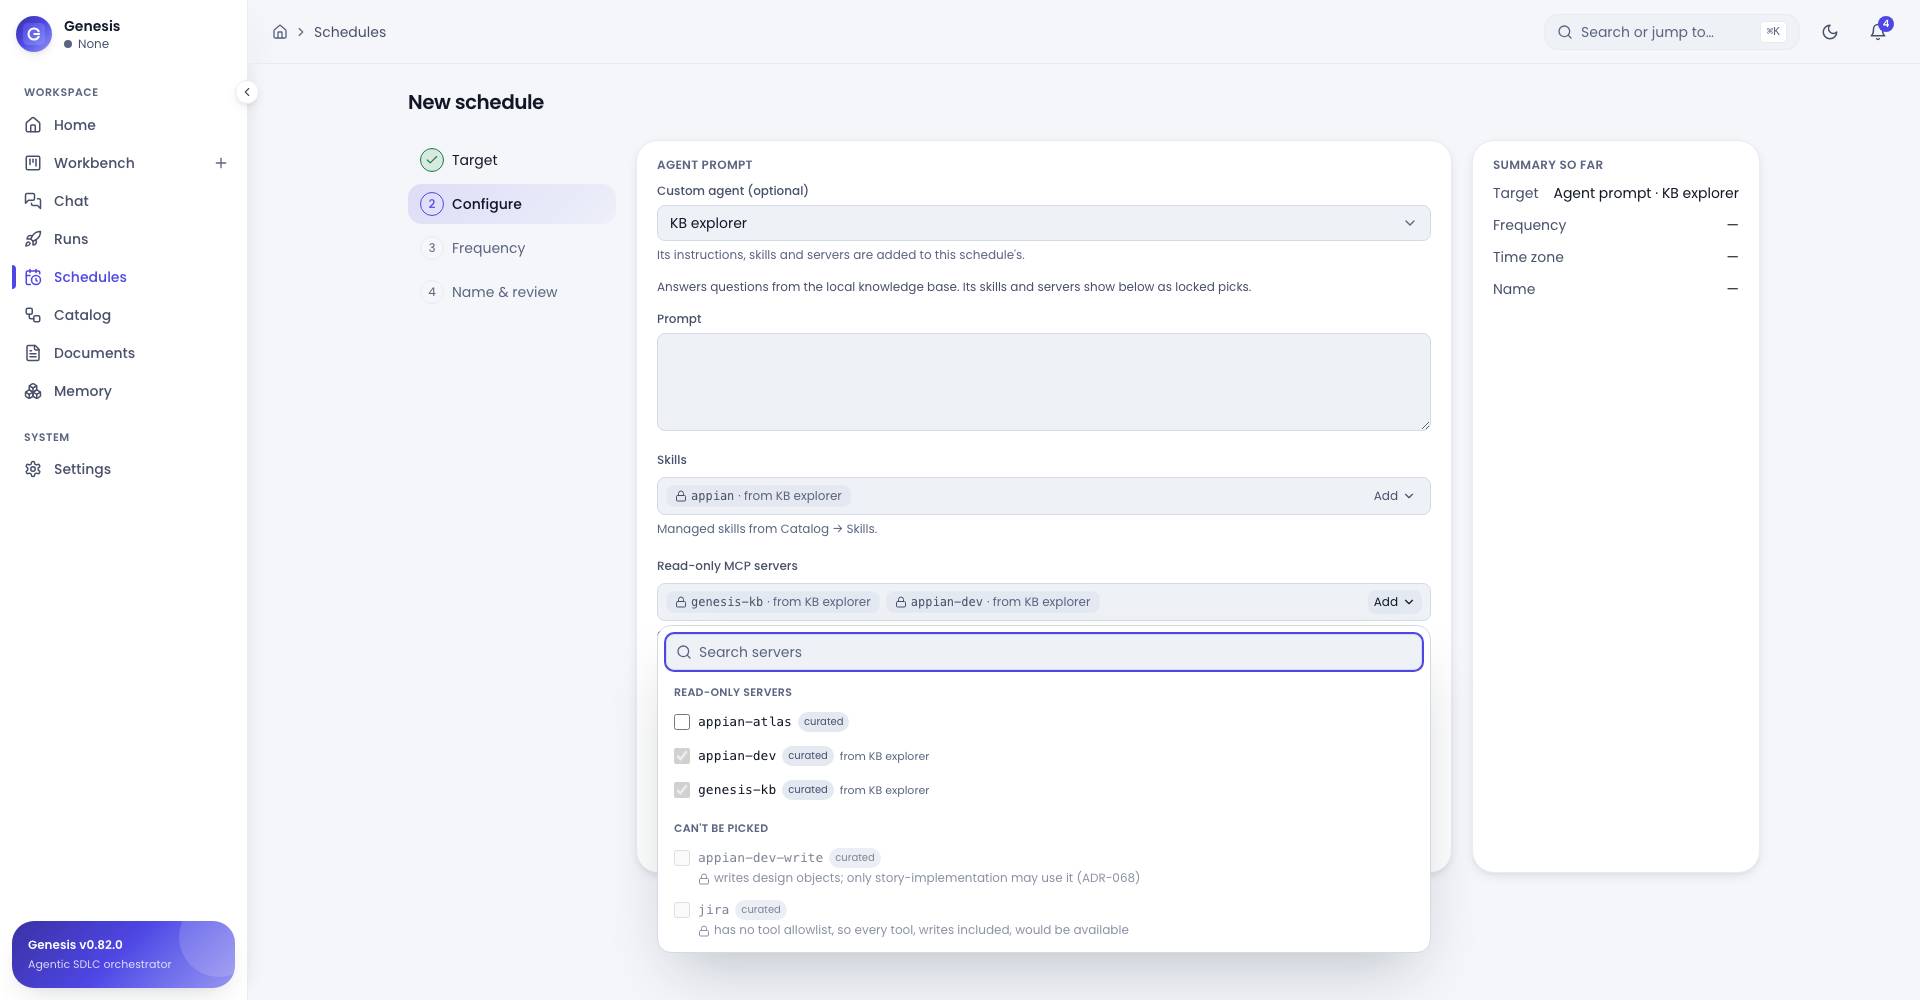 Genesis
None
WORKSPACE
Home
Workbench
Chat
Runs
Schedules
Catalog
Documents
Memory
SYSTEM
Settings
Genesis v0.82.0
Agentic SDLC orchestrator
Schedules
Search or jump to...
⌘K
4
New schedule
Target
2 Configure
3 Frequency
4 Name & review
AGENT PROMPT
Custom agent (optional)
KB explorer
Its instructions, skills and servers are added to this schedule's.
Answers questions from the local knowledge base. Its skills and servers show below as locked picks.
Prompt
Skills
appian · from KB explorer
Add
Managed skills from Catalog → Skills.
Read-only MCP servers
genesis-kb · from KB explorer appian-dev · from KB explorer
Add
Search servers
READ-ONLY SERVERS
appian-atlas curated
appian-dev curated from KB explorer
genesis-kb curated from KB explorer
CAN'T BE PICKED
appian-dev-write curated
writes design objects; only story-implementation may use it (ADR-068)
jira curated
has no tool allowlist, so every tool, writes included, would be available
SUMMARY SO FAR
Target Agent prompt · KB explorer
Frequency —
Time zone —
Name —